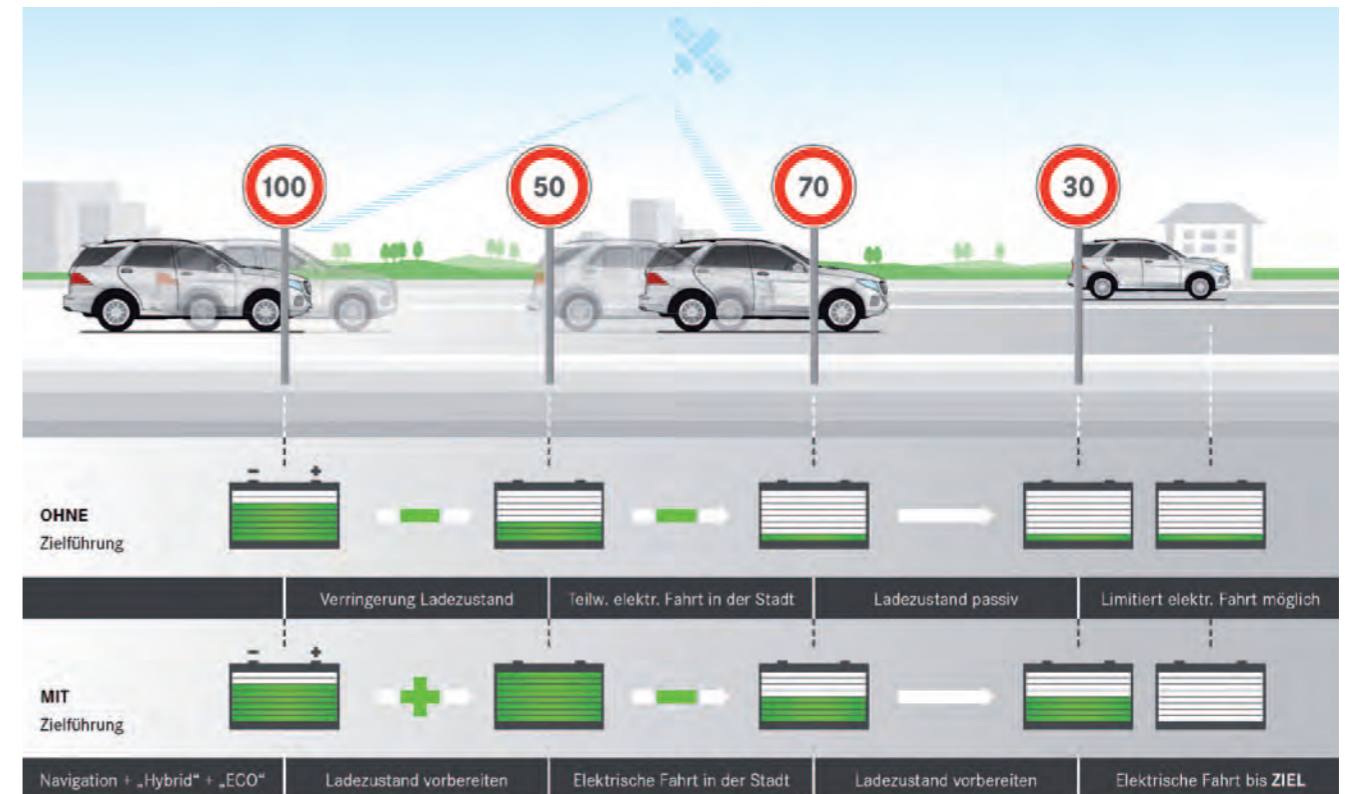 100
50
70
30
- +
OHNE
Zielführung
Verringerung Ladezustand
Teilw. elektr. Fahrt in der Stadt
Ladezustand passiv
Limitiert elektr. Fahrt möglich
- +
MIT
Zielführung
Navigation + „Hybrid“ + „ECO“
Ladezustand vorbereiten
Elektrische Fahrt in der Stadt
Ladezustand vorbereiten
Elektrische Fahrt bis ZIEL